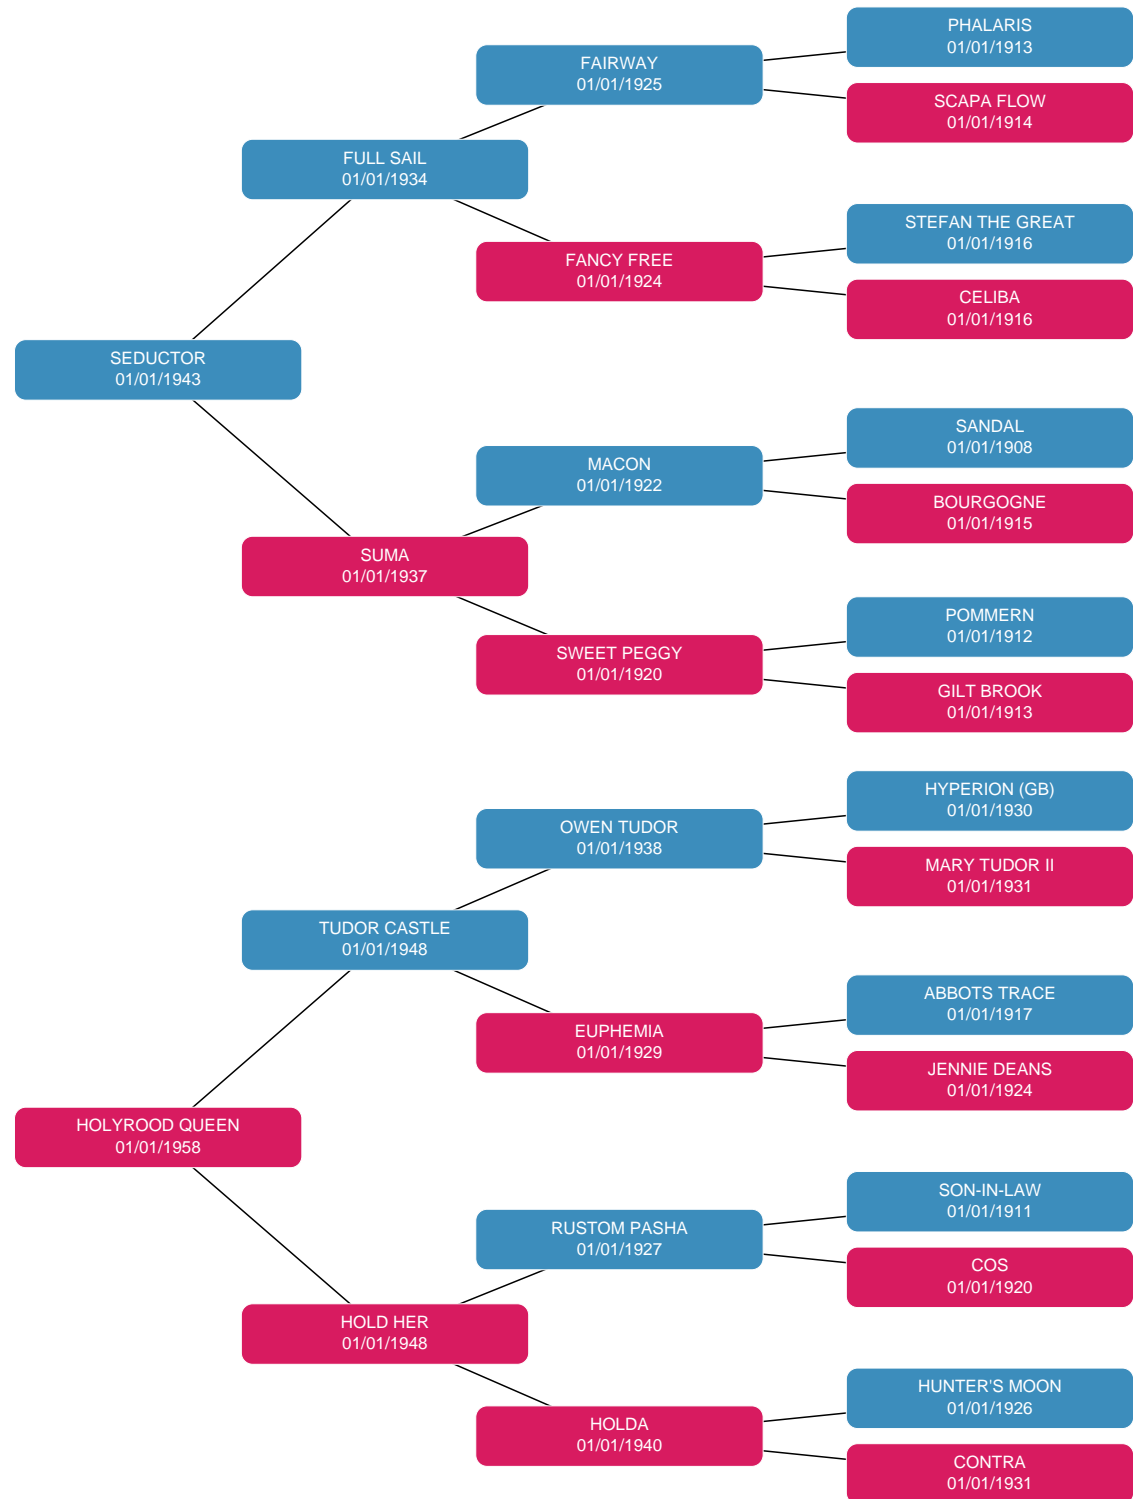 PHALARIS
01/01/1913
FAIRWAY
01/01/1925
SCAPA FLOW
01/01/1914
FULL SAIL
01/01/1934
STEFAN THE GREAT
01/01/1916
FANCY FREE
01/01/1924
CELIBA
01/01/1916
SEDUCTOR
01/01/1943
SANDAL
01/01/1908
MACON
01/01/1922
BOURGOGNE
01/01/1915
SUMA
01/01/1937
POMMERN
01/01/1912
SWEET PEGGY
01/01/1920
GILT BROOK
01/01/1913
HYPERION (GB)
01/01/1930
OWEN TUDOR
01/01/1938
MARY TUDOR II
01/01/1931
TUDOR CASTLE
01/01/1948
ABBOTS TRACE
01/01/1917
EUPHEMIA
01/01/1929
JENNIE DEANS
01/01/1924
HOLYROOD QUEEN
01/01/1958
SON-IN-LAW
01/01/1911
RUSTOM PASHA
01/01/1927
COS
01/01/1920
HOLD HER
01/01/1948
HUNTER'S MOON
01/01/1926
HOLDA
01/01/1940
CONTRA
01/01/1931